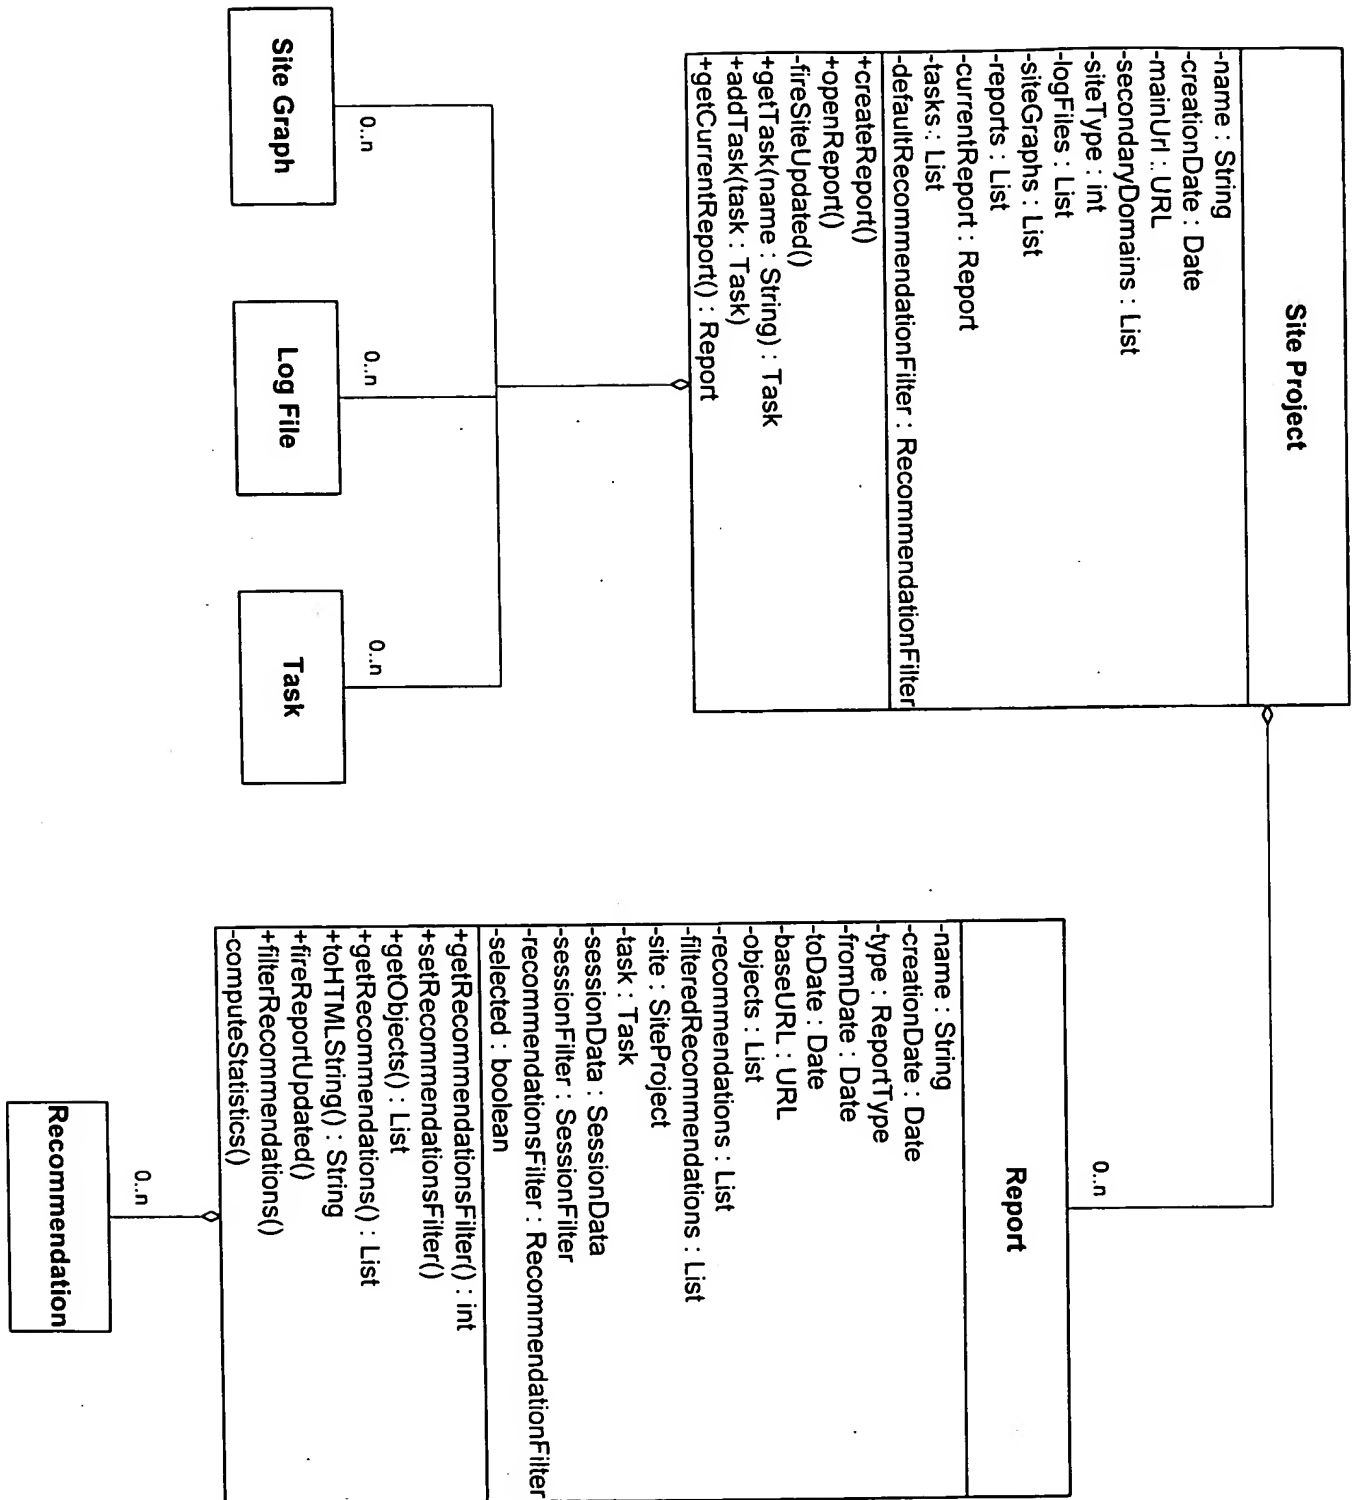 Site Project
-name : String
-creationDate : Date
-mainUrl : URL
-secondaryDomains : List
-siteType : int
-logFiles : List
-siteGraphs : List
-reports : List
-currentReport : Report
-tasks : List
-defaultRecommendationFilter : RecommendationFilter
+createReport()
+openReport()
-fireSiteUpdated()
+getTask(name : String) : Task
+addTask(task : Task)
+getCurrentReport() : Report
0..n
Site Graph
0..n
Log File
0..n
Task
0..n
Report
-name : String
-creationDate : Date
-type : ReportType
-fromDate : Date
-toDate : Date
-baseURL : URL
-objects : List
-recommendations : List
-filteredRecommendations : List
-site : SiteProject
-task : Task
-sessionData : SessionData
-sessionFilter : SessionFilter
-recommendationsFilter : RecommendationFilter
-selected : boolean
+getRecommendationsFilter() : int
+setRecommendationsFilter()
+getObjects() : List
+getRecommendations() : List
+toHTMLString() : String
+fireReportUpdated()
+filterRecommendations()
-computeStatistics()
0..n
Recommendation